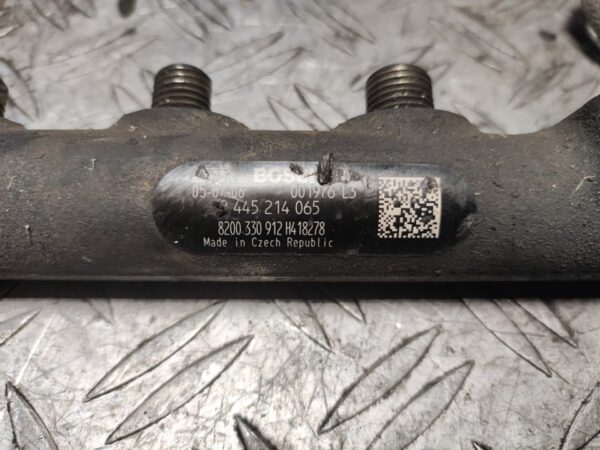 BOSCH
05-07-06 001976 L3
445 214 065
8200 330 912 H418278
Made in Czech Republic